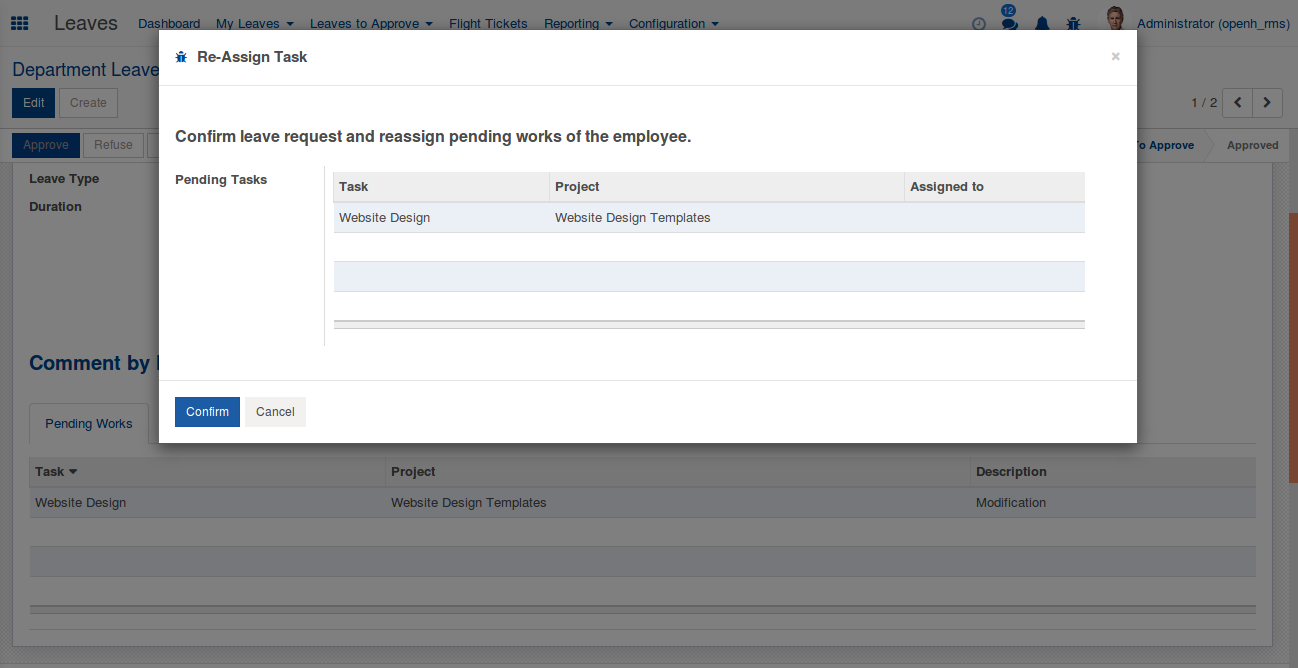 Leaves Dashboard My Leaves Leaves to Approve Flight Tickets Reporting Configuration 12 Administrator (openh_rms)
Re-Assign Task ×
Department Leave
Edit Create 1 / 2
Approve Refuse To Approve Approved
Confirm leave request and reassign pending works of the employee.
Leave Type
Duration
Pending Tasks
Task Project Assigned to
Website Design Website Design Templates
Comment by
Confirm Cancel
Pending Works
Task Project Description
Website Design Website Design Templates Modification